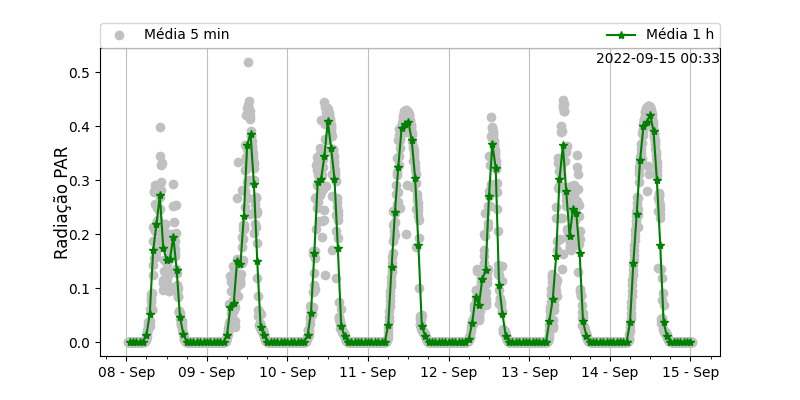 Média 5 min
Média 1 h
2022-09-15 00:33
Radiação PAR
0.5
0.4
0.3
0.2
0.1
0.0
08 - Sep
09 - Sep
10 - Sep
11 - Sep
12 - Sep
13 - Sep
14 - Sep
15 - Sep